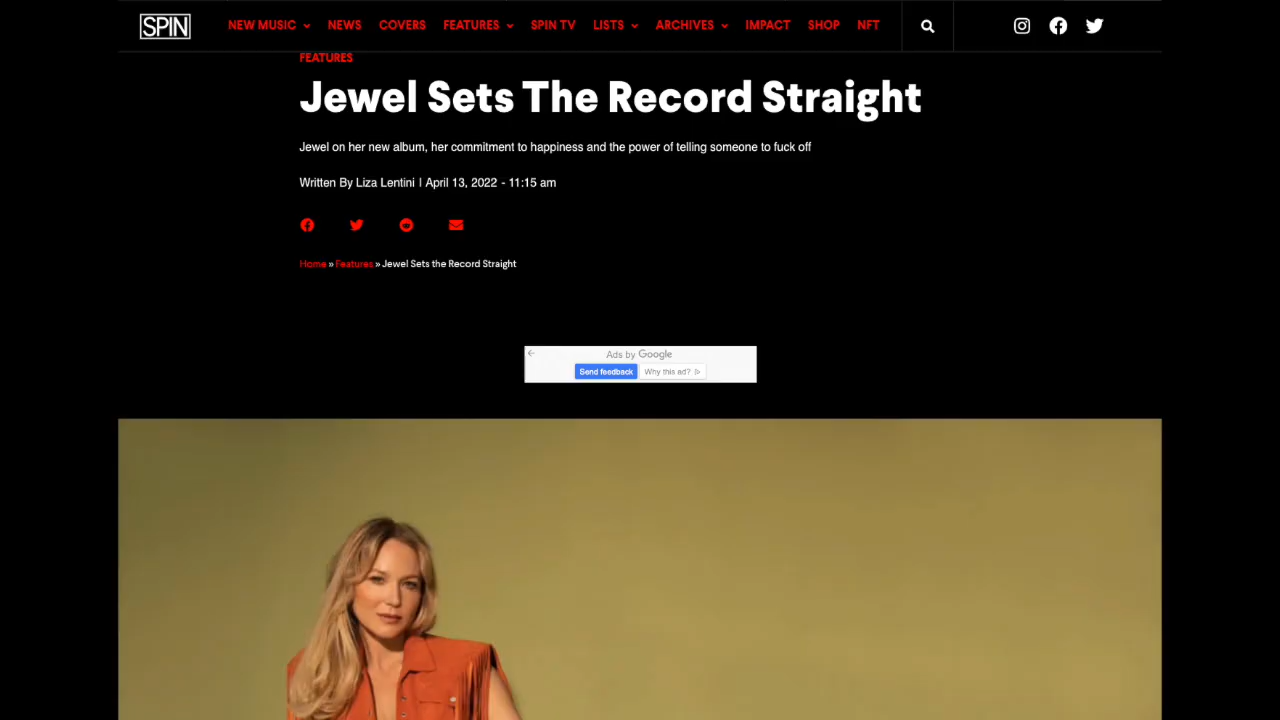 SPIN NEW MUSIC NEWS COVERS FEATURES SPIN TV LISTS ARCHIVES IMPACT SHOP NFT
FEATURES
Jewel Sets The Record Straight
Jewel on her new album, her commitment to happiness and the power of telling someone to fuck off
Written By Liza Lentini | April 13, 2022 - 11:15 am
Home » Features » Jewel Sets the Record Straight
Ads by Google
Send feedback Why this ad?